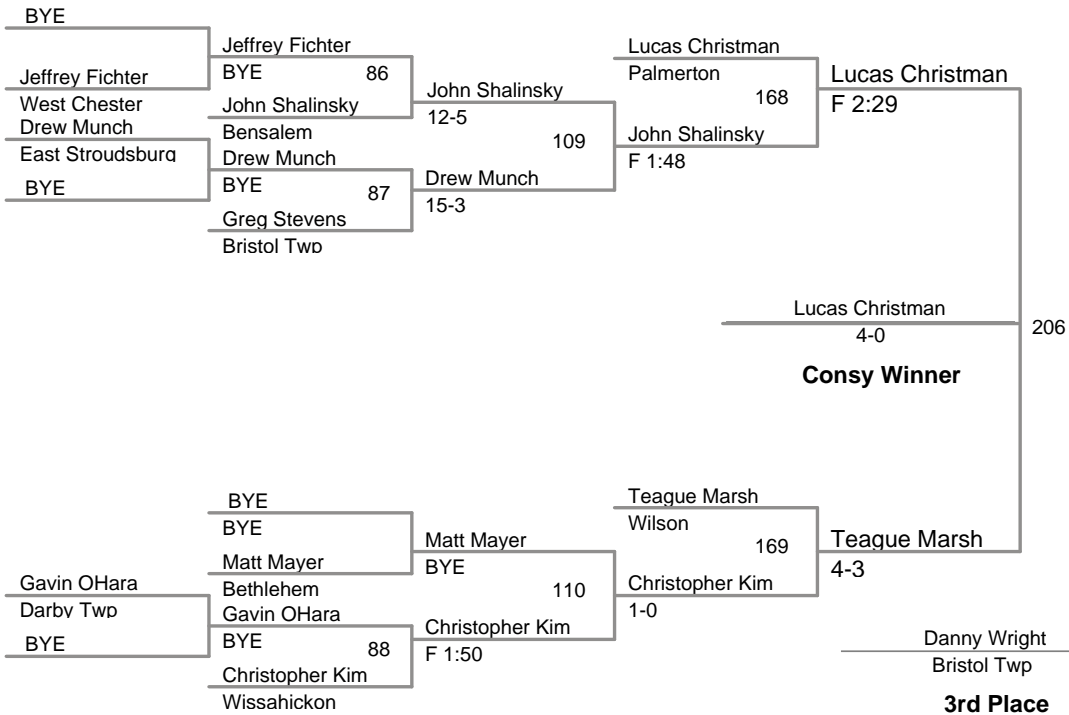 BYE
Jeffrey Fichter
West Chester
Drew Munch
East Stroudsburg
BYE
Jeffrey Fichter
BYE
86
John Shalinsky
Bensalem
Drew Munch
BYE
87
Greg Stevens
Bristol Twp
John Shalinsky
12-5
109
Drew Munch
15-3
Lucas Christman
Palmerton
168
John Shalinsky
F 1:48
Lucas Christman
F 2:29
Lucas Christman
4-0
206
Consy Winner
Gavin OHara
Darby Twp
BYE
BYE
BYE
Matt Mayer
Bethlehem
Gavin OHara
BYE
88
Christopher Kim
Wissahickon
Matt Mayer
BYE
110
Christopher Kim
F 1:50
Teague Marsh
Wilson
169
Christopher Kim
1-0
Teague Marsh
4-3
Danny Wright
Bristol Twp
3rd Place